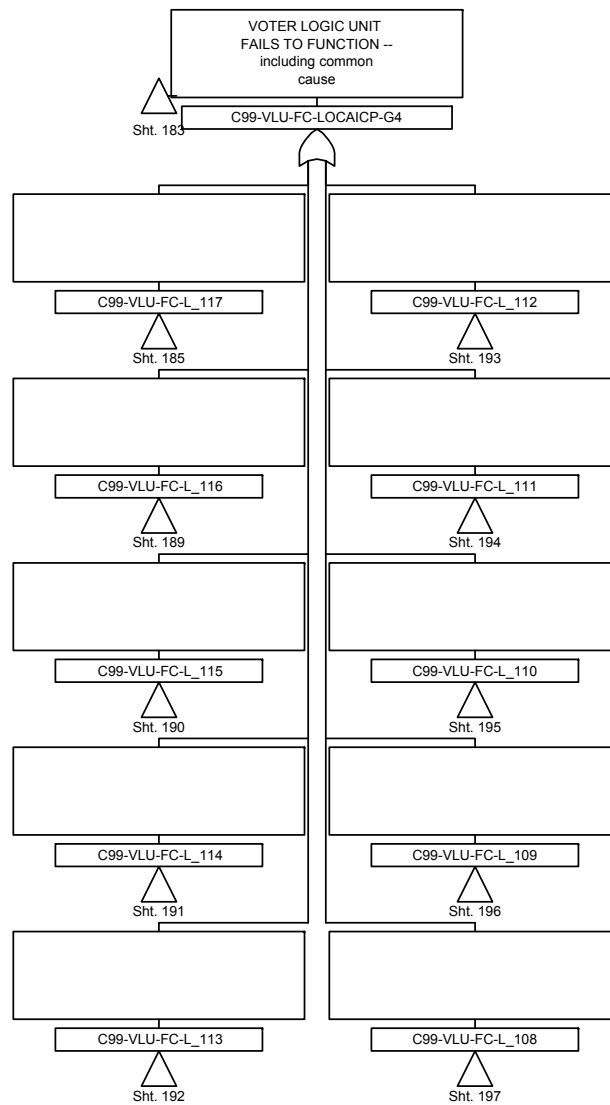 VOTER LOGIC UNIT
FAILS TO FUNCTION --
including common
cause
Sht. 183
C99-VLU-FC-LOCAICP-G4
C99-VLU-FC-L_117
Sht. 185
C99-VLU-FC-L_112
Sht. 193
C99-VLU-FC-L_116
Sht. 189
C99-VLU-FC-L_111
Sht. 194
C99-VLU-FC-L_115
Sht. 190
C99-VLU-FC-L_110
Sht. 195
C99-VLU-FC-L_114
Sht. 191
C99-VLU-FC-L_109
Sht. 196
C99-VLU-FC-L_113
Sht. 192
C99-VLU-FC-L_108
Sht. 197